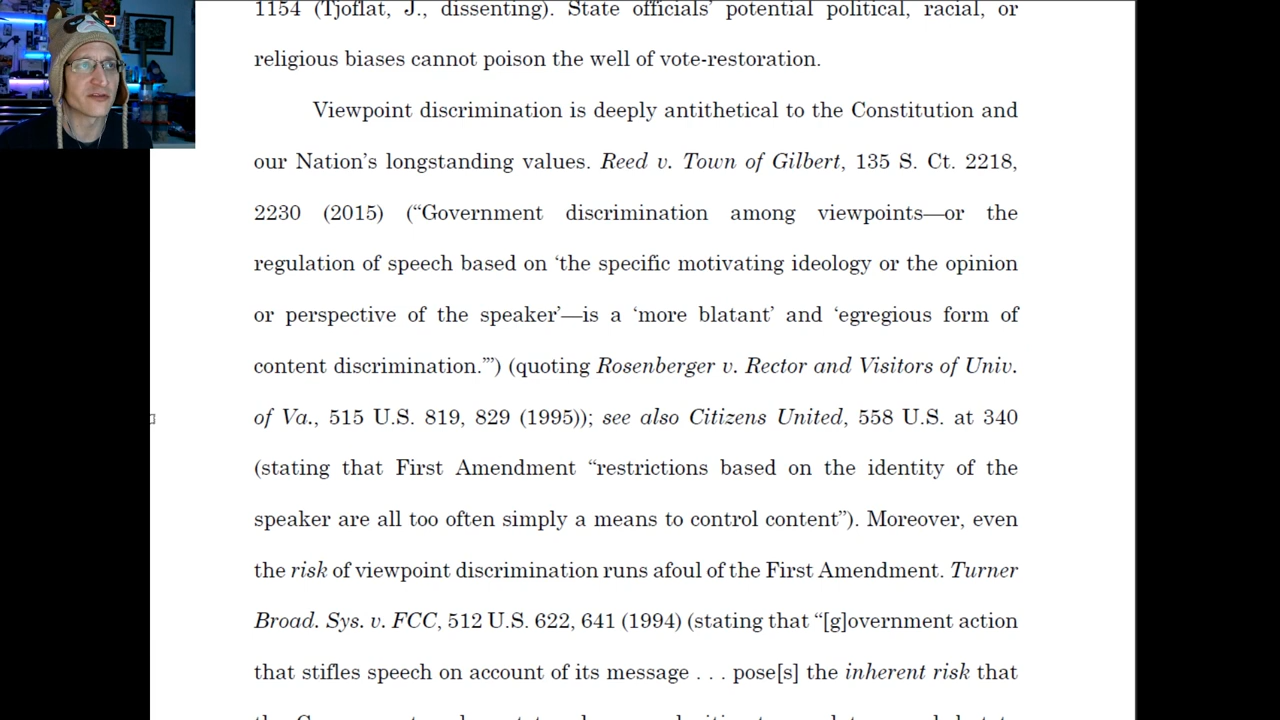 1154 (Tjoflat, J., dissenting). State officials’ potential political, racial, or
religious biases cannot poison the well of vote-restoration.
Viewpoint discrimination is deeply antithetical to the Constitution and
our Nation’s longstanding values. Reed v. Town of Gilbert, 135 S. Ct. 2218,
2230 (2015) (“Government discrimination among viewpoints—or the
regulation of speech based on ‘the specific motivating ideology or the opinion
or perspective of the speaker’—is a ‘more blatant’ and ‘egregious form of
content discrimination.’”) (quoting Rosenberger v. Rector and Visitors of Univ.
of Va., 515 U.S. 819, 829 (1995)); see also Citizens United, 558 U.S. at 340
(stating that First Amendment “restrictions based on the identity of the
speaker are all too often simply a means to control content”). Moreover, even
the risk of viewpoint discrimination runs afoul of the First Amendment. Turner
Broad. Sys. v. FCC, 512 U.S. 622, 641 (1994) (stating that “[g]overnment action
that stifles speech on account of its message . . . pose[s] the inherent risk that